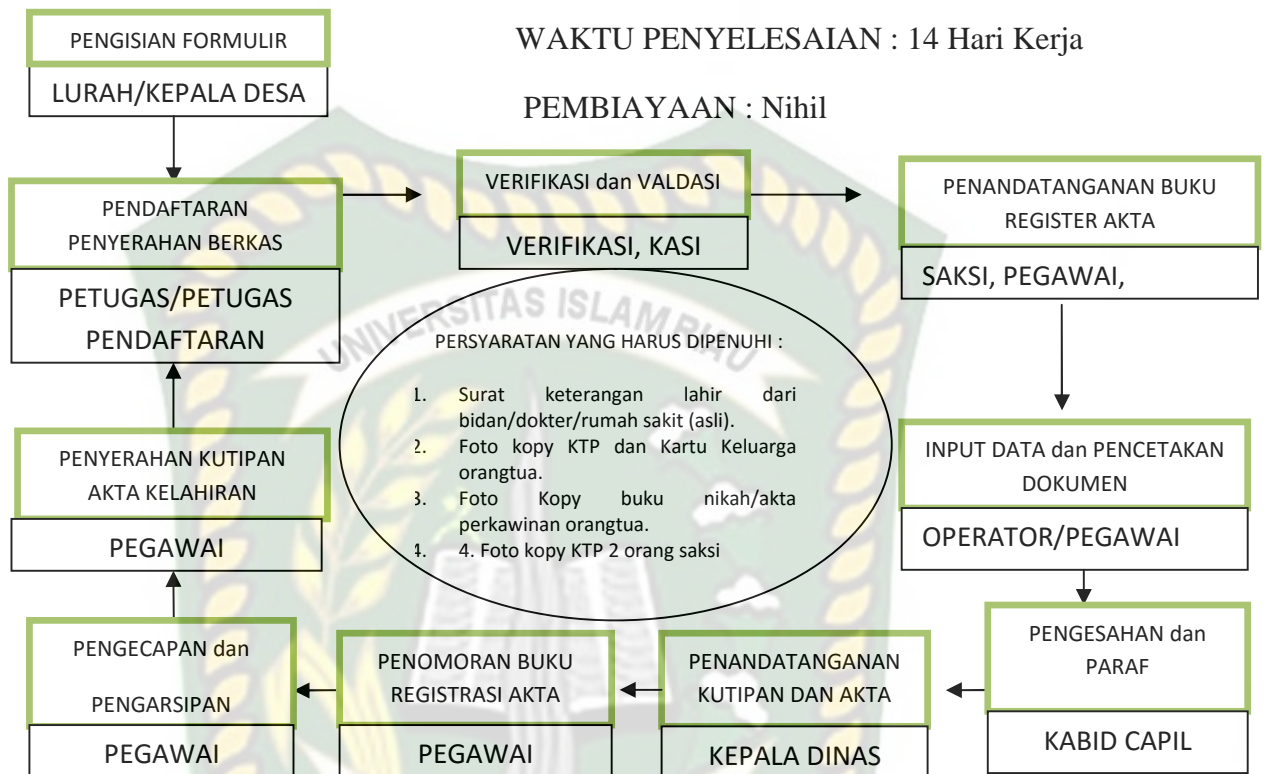 PENGISIAN FORMULIR
LURAH/KEPALA DESA
WAKTU PENYELESAIAN : 14 Hari Kerja
PEMBIAYAAN : Nihil
PENDAFTARAN
PENYERAHAN BERKAS
PETUGAS/PETUGAS
PENDAFTARAN
VERIFIKASI dan VALDASI
VERIFIKASI, KASI
PENANDATANGANAN BUKU
REGISTER AKTA
SAKSI, PEGAWAI,
UNIVERSITAS ISLAM RIAU
PERSYARATAN YANG HARUS DIPENUHI :
1. Surat keterangan lahir dari
bidan/dokter/rumah sakit (asli).
2. Foto kopy KTP dan Kartu Keluarga
orangtua.
3. Foto Kopy buku nikah/akta
perkawinan orangtua.
4. 4. Foto kopy KTP 2 orang saksi
INPUT DATA dan PENCETAKAN
DOKUMEN
OPERATOR/PEGAWAI
PENGESAHAN dan
PARAF
KABID CAPIL
PENANDATANGANAN
KUTIPAN DAN AKTA
KEPALA DINAS
PENOMORAN BUKU
REGISTRASI AKTA
PEGAWAI
PENGECAPAN dan
PENGARSIPAN
PEGAWAI
PENYERAHAN KUTIPAN
AKTA KELAHIRAN
PEGAWAI